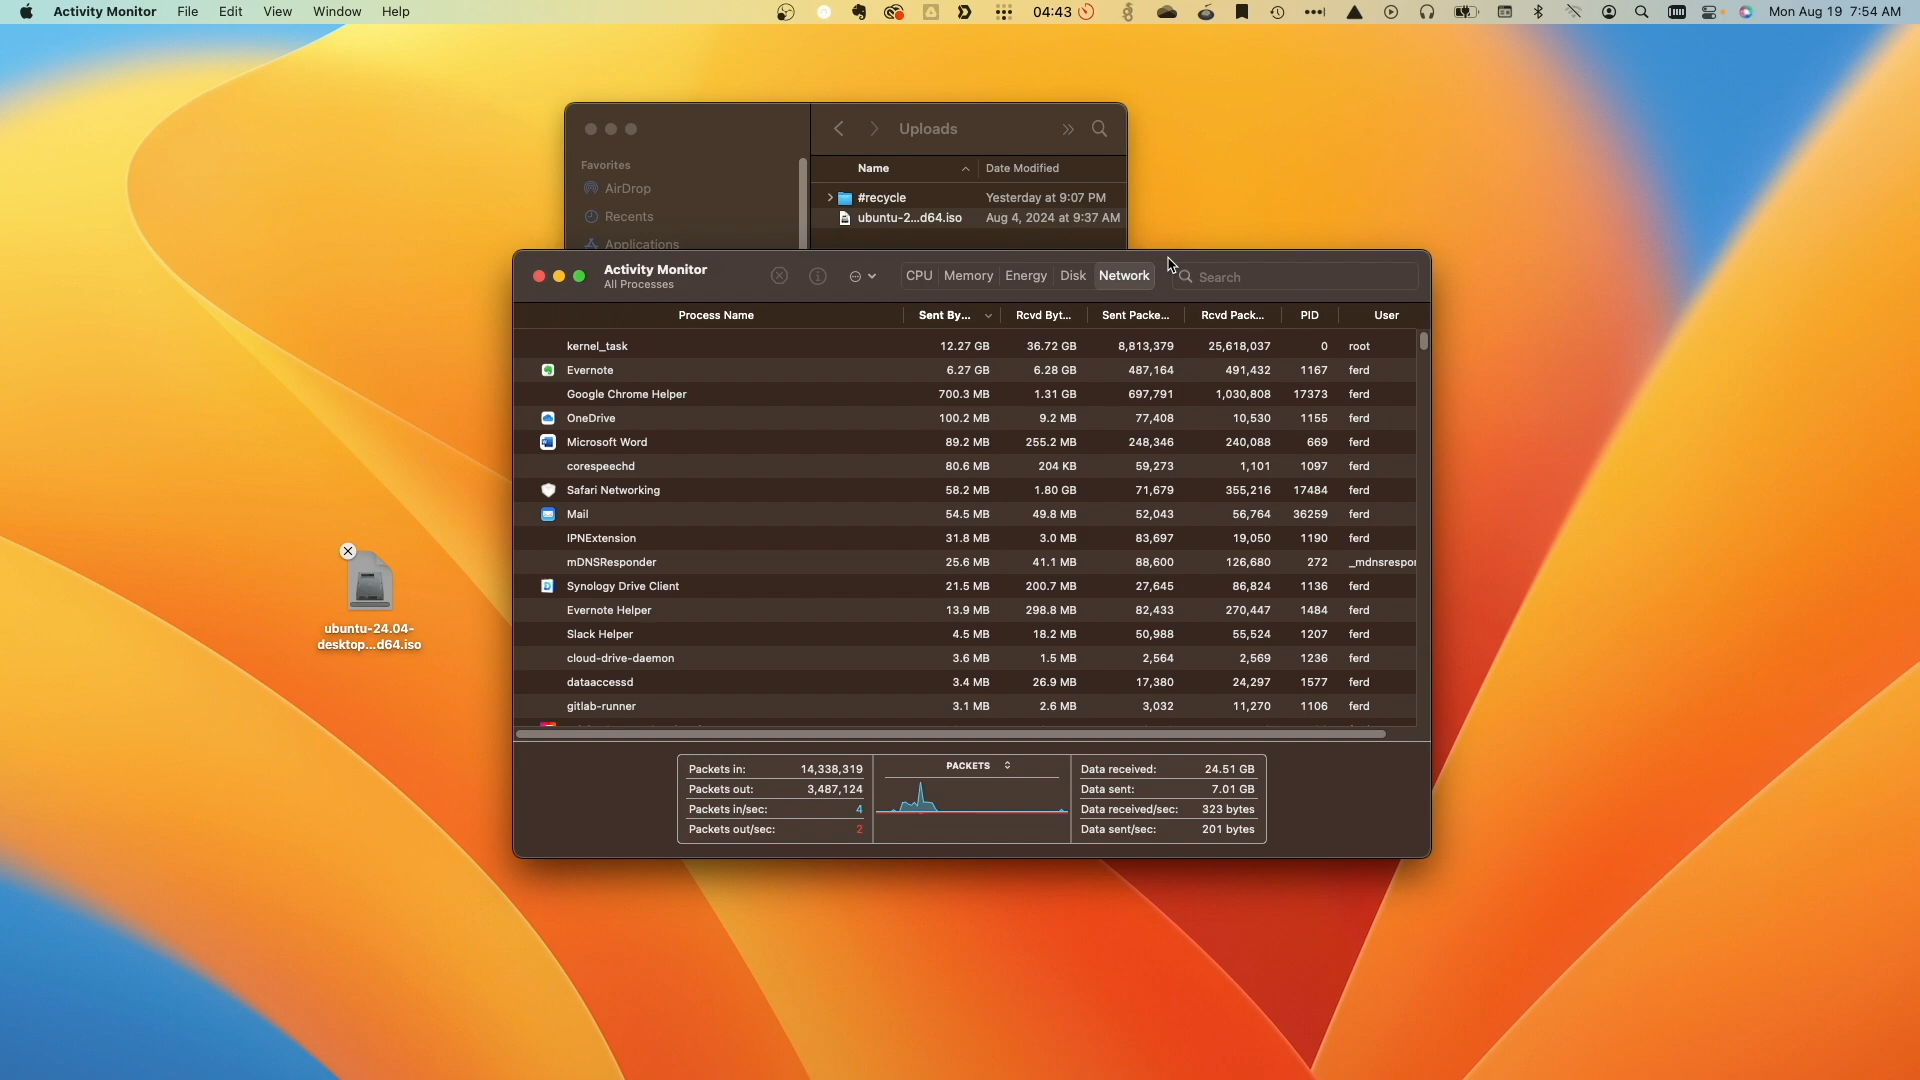 Activity Monitor File Edit View Window Help
04:43 Mon Aug 19 7:54 AM
Uploads
Favorites
AirDrop
Recents
Applications
Name Date Modified
#recycle Yesterday at 9:07 PM
ubuntu-2...d64.iso Aug 4, 2024 at 9:37 AM
Activity Monitor
All Processes
CPU Memory Energy Disk Network Search
Process Name Sent By... Rcvd Byt... Sent Packe... Rcvd Pack... PID User
kernel_task 12.27 GB 36.72 GB 8,813,379 25,618,037 0 root
Evernote 6.27 GB 6.28 GB 487,164 491,432 1167 ferd
Google Chrome Helper 700.3 MB 1.31 GB 697,791 1,030,808 17373 ferd
OneDrive 100.2 MB 9.2 MB 77,408 10,530 1155 ferd
Microsoft Word 89.2 MB 255.2 MB 248,346 240,088 669 ferd
corespeechd 80.6 MB 204 KB 59,273 1,101 1097 ferd
Safari Networking 58.2 MB 1.80 GB 71,679 355,216 17484 ferd
Mail 54.5 MB 49.8 MB 52,043 56,764 36259 ferd
IPNExtension 31.8 MB 3.0 MB 83,697 19,050 1190 ferd
mDNSResponder 25.6 MB 41.1 MB 88,600 126,680 272 _mdnsrespor
Synology Drive Client 21.5 MB 200.7 MB 27,645 86,824 1136 ferd
Evernote Helper 13.9 MB 298.8 MB 82,433 270,447 1484 ferd
Slack Helper 4.5 MB 18.2 MB 50,988 55,524 1207 ferd
cloud-drive-daemon 3.6 MB 1.5 MB 2,564 2,569 1236 ferd
dataaccessd 3.4 MB 26.9 MB 17,380 24,297 1577 ferd
gitlab-runner 3.1 MB 2.6 MB 3,032 11,270 1106 ferd
Packets in: 14,338,319
Packets out: 3,487,124
Packets in/sec: 4
Packets out/sec: 2
PACKETS
Data received: 24.51 GB
Data sent: 7.01 GB
Data received/sec: 323 bytes
Data sent/sec: 201 bytes
ubuntu-24.04-
desktop...d64.iso